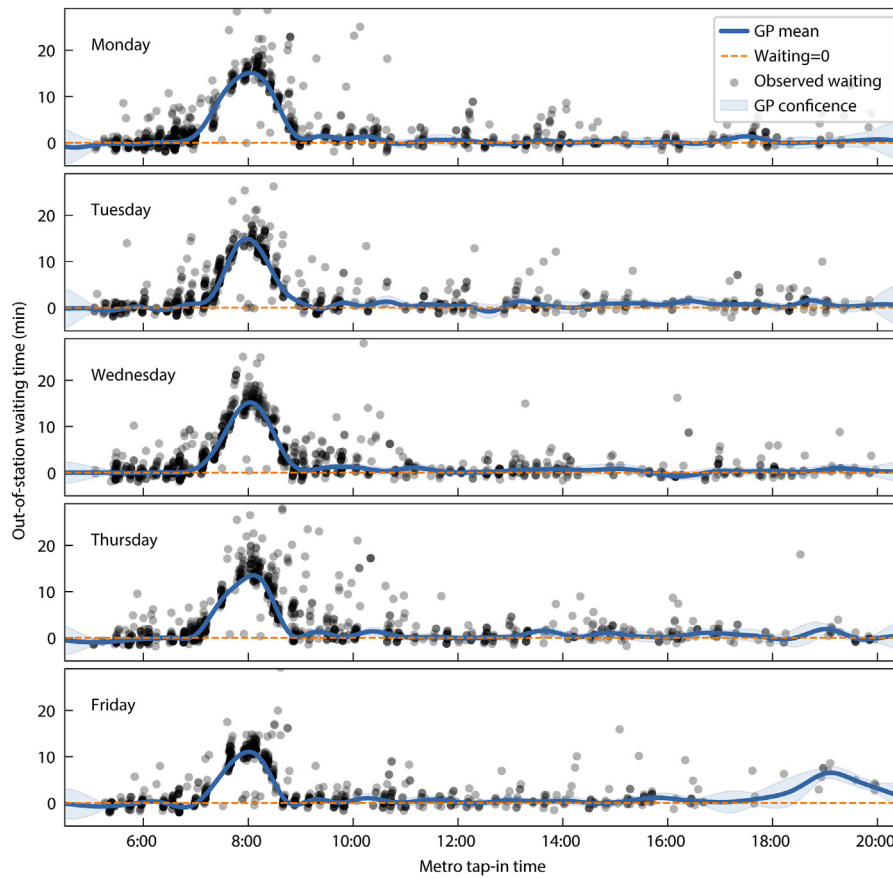 Monday
20
10
0
GP mean
Waiting=0
Observed waiting
GP conficence
Tuesday
20
10
0
Wednesday
20
10
0
Thursday
20
10
0
Friday
20
10
0
Out-of-station waiting time (min)
6:00 8:00 10:00 12:00 14:00 16:00 18:00 20:00
Metro tap-in time